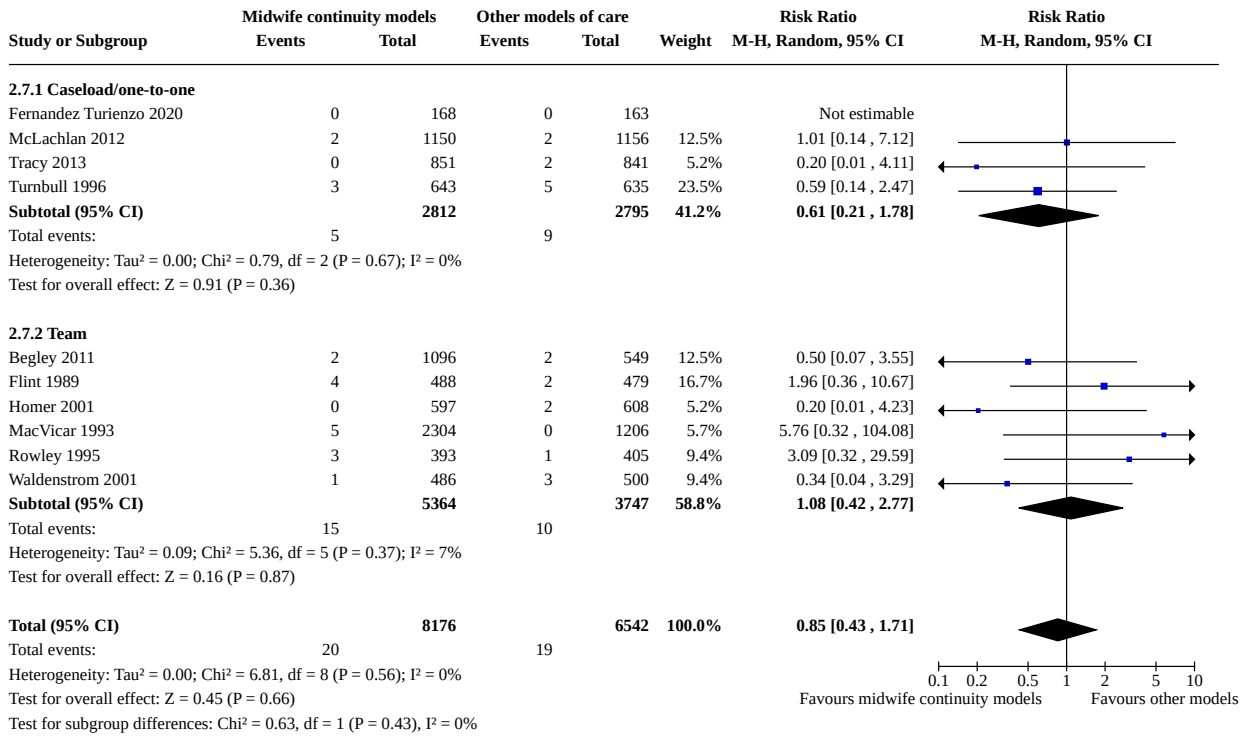 Midwife continuity models Other models of care Risk Ratio Risk Ratio
Study or Subgroup Events Total Events Total Weight M-H, Random, 95% CI M-H, Random, 95% CI
2.7.1 Caseload/one-to-one
Fernandez Turienzo 2020 0 168 0 163 Not estimable
McLachlan 2012 2 1150 2 1156 12.5% 1.01 [0.14 , 7.12]
Tracy 2013 0 851 2 841 5.2% 0.20 [0.01 , 4.11]
Turnbull 1996 3 643 5 635 23.5% 0.59 [0.14 , 2.47]
Subtotal (95% CI) 2812 2795 41.2% 0.61 [0.21 , 1.78]
Total events: 5 9
Heterogeneity: Tau² = 0.00; Chi² = 0.79, df = 2 (P = 0.67); I² = 0%
Test for overall effect: Z = 0.91 (P = 0.36)
2.7.2 Team
Begley 2011 2 1096 2 549 12.5% 0.50 [0.07 , 3.55]
Flint 1989 4 488 2 479 16.7% 1.96 [0.36 , 10.67]
Homer 2001 0 597 2 608 5.2% 0.20 [0.01 , 4.23]
MacVicar 1993 5 2304 0 1206 5.7% 5.76 [0.32 , 104.08]
Rowley 1995 3 393 1 405 9.4% 3.09 [0.32 , 29.59]
Waldenstrom 2001 1 486 3 500 9.4% 0.34 [0.04 , 3.29]
Subtotal (95% CI) 5364 3747 58.8% 1.08 [0.42 , 2.77]
Total events: 15 10
Heterogeneity: Tau² = 0.09; Chi² = 5.36, df = 5 (P = 0.37); I² = 7%
Test for overall effect: Z = 0.16 (P = 0.87)
Total (95% CI) 8176 6542 100.0% 0.85 [0.43 , 1.71]
Total events: 20 19
Heterogeneity: Tau² = 0.00; Chi² = 6.81, df = 8 (P = 0.56); I² = 0%
0.1 0.2 0.5 1 2 5 10
Test for overall effect: Z = 0.45 (P = 0.66) Favours midwife continuity models Favours other models
Test for subgroup differences: Chi² = 0.63, df = 1 (P = 0.43), I² = 0%